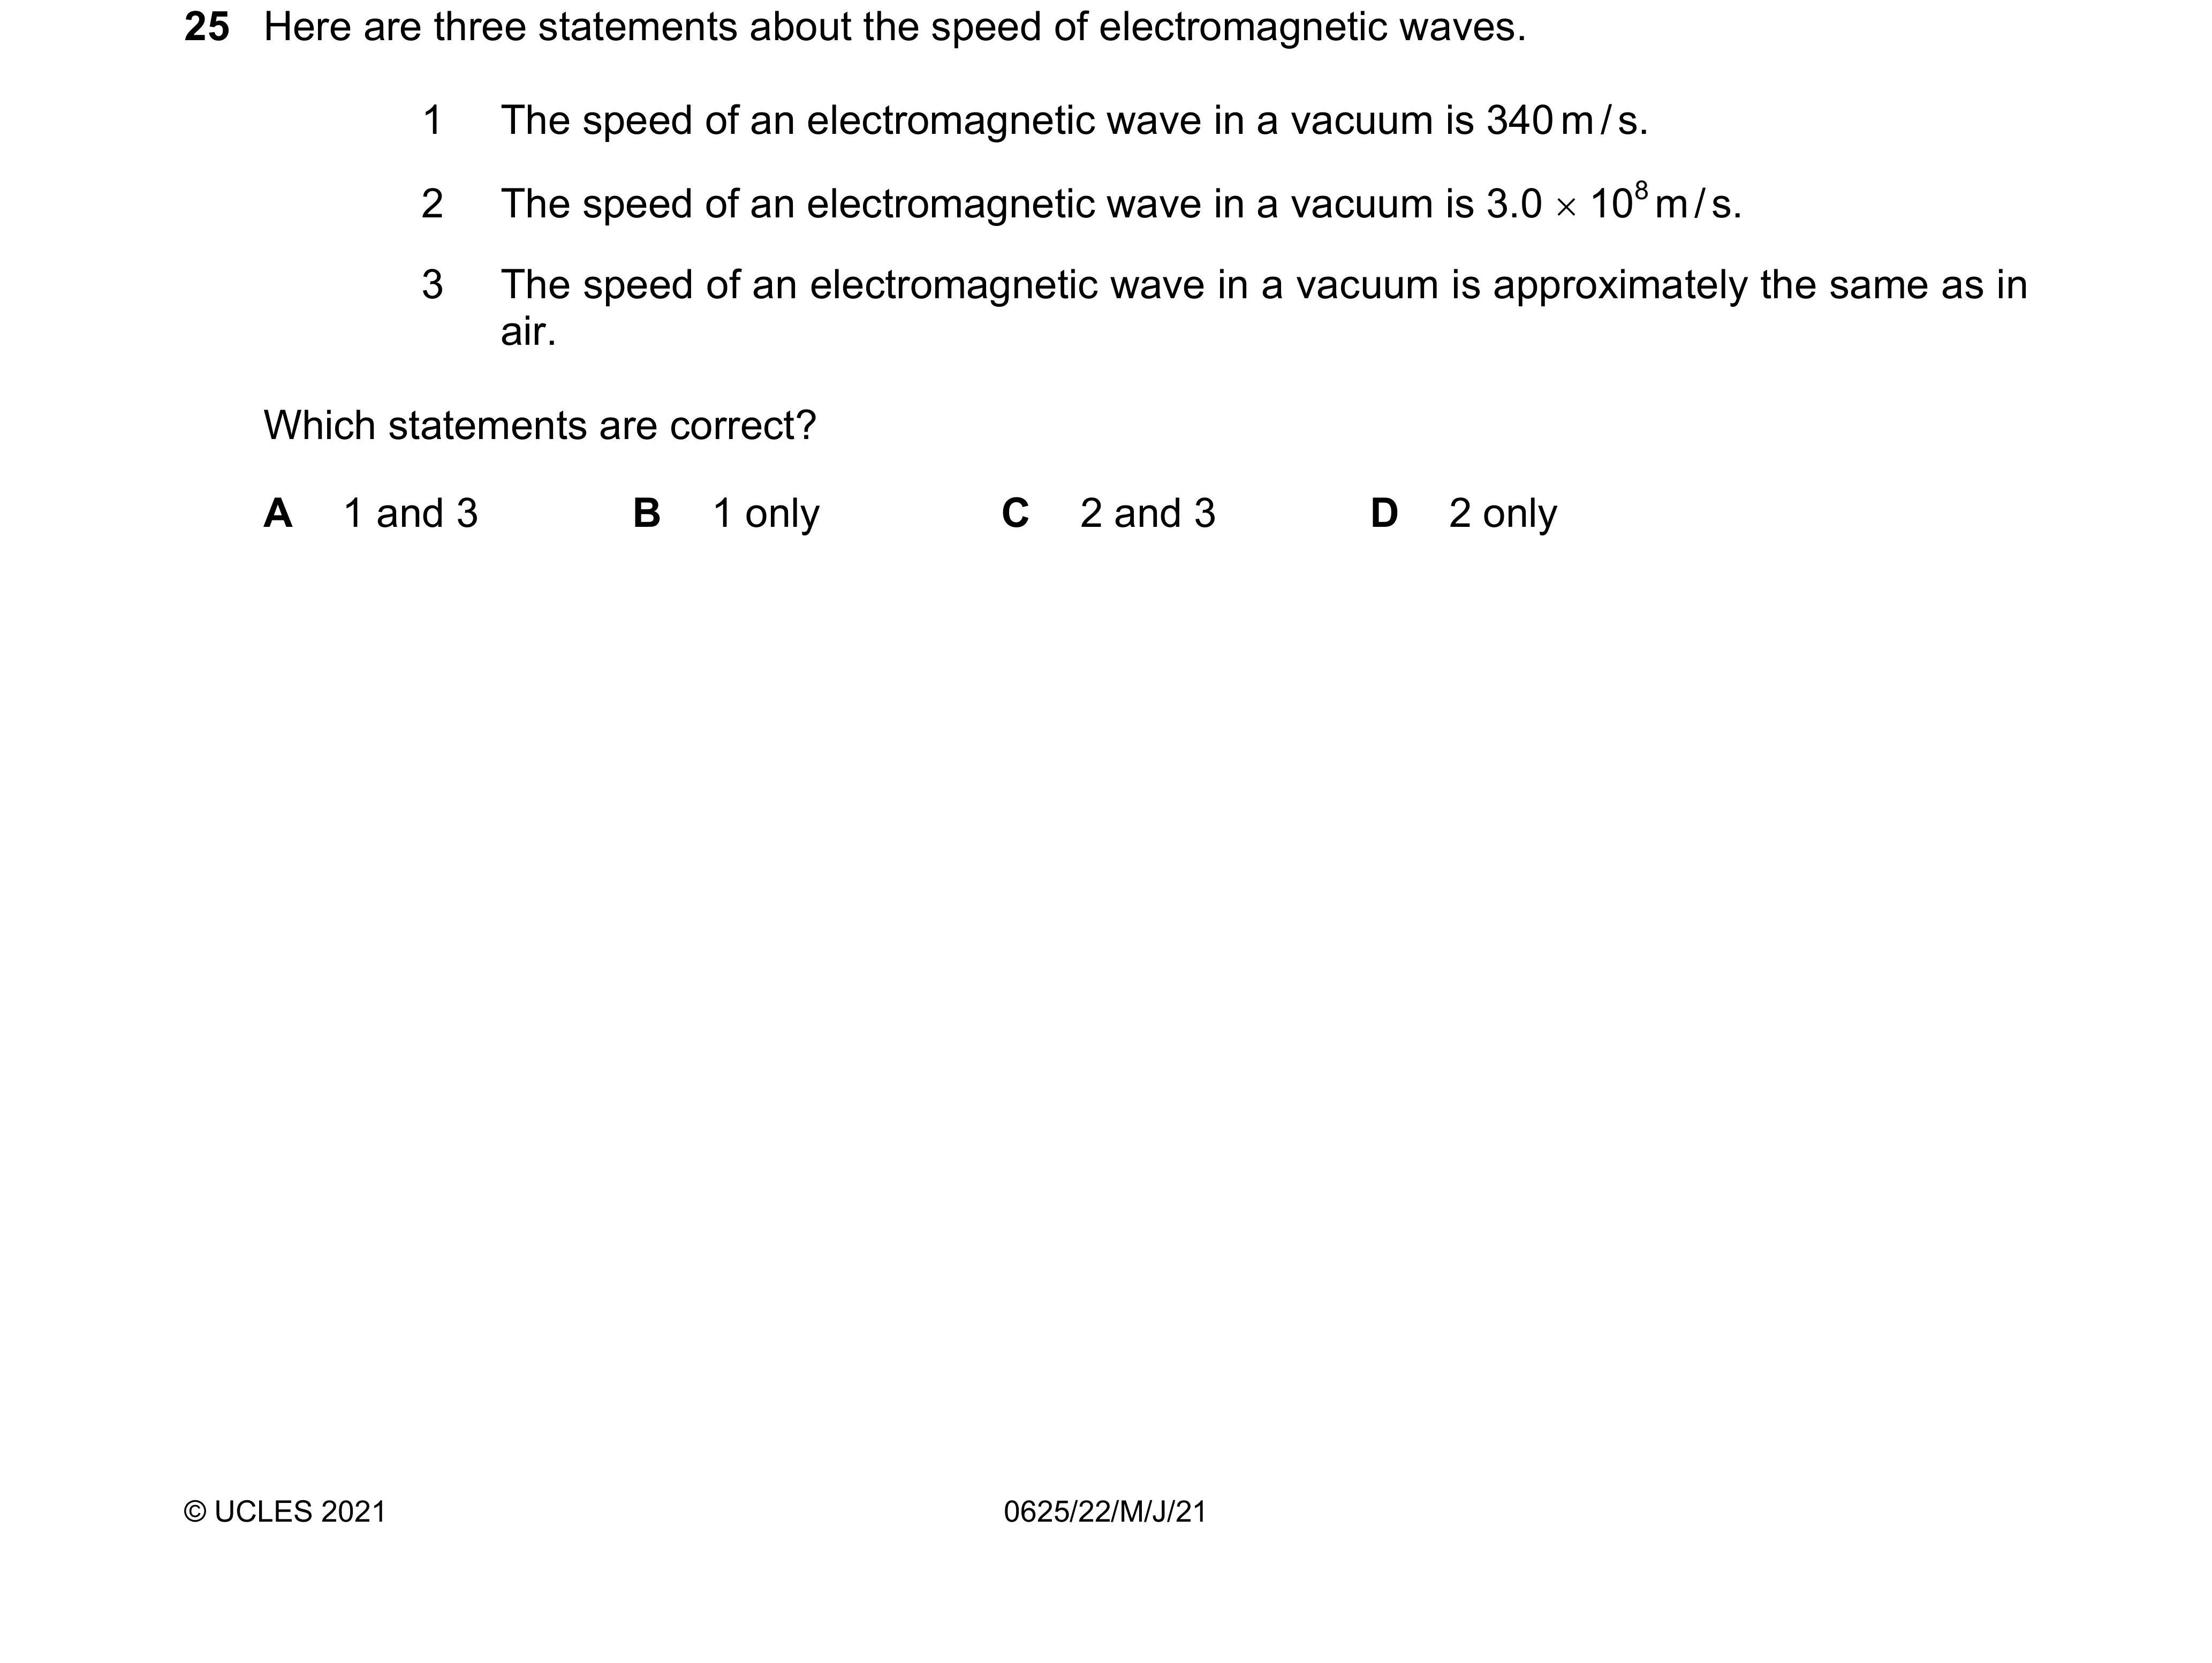 25 Here are three statements about the speed of electromagnetic waves.
1 The speed of an electromagnetic wave in a vacuum is 340 m / s.
2 The speed of an electromagnetic wave in a vacuum is 3.0 × 10⁸ m / s.
3 The speed of an electromagnetic wave in a vacuum is approximately the same as in
air.
Which statements are correct?
A 1 and 3 B 1 only C 2 and 3 D 2 only
© UCLES 2021 0625/22/M/J/21